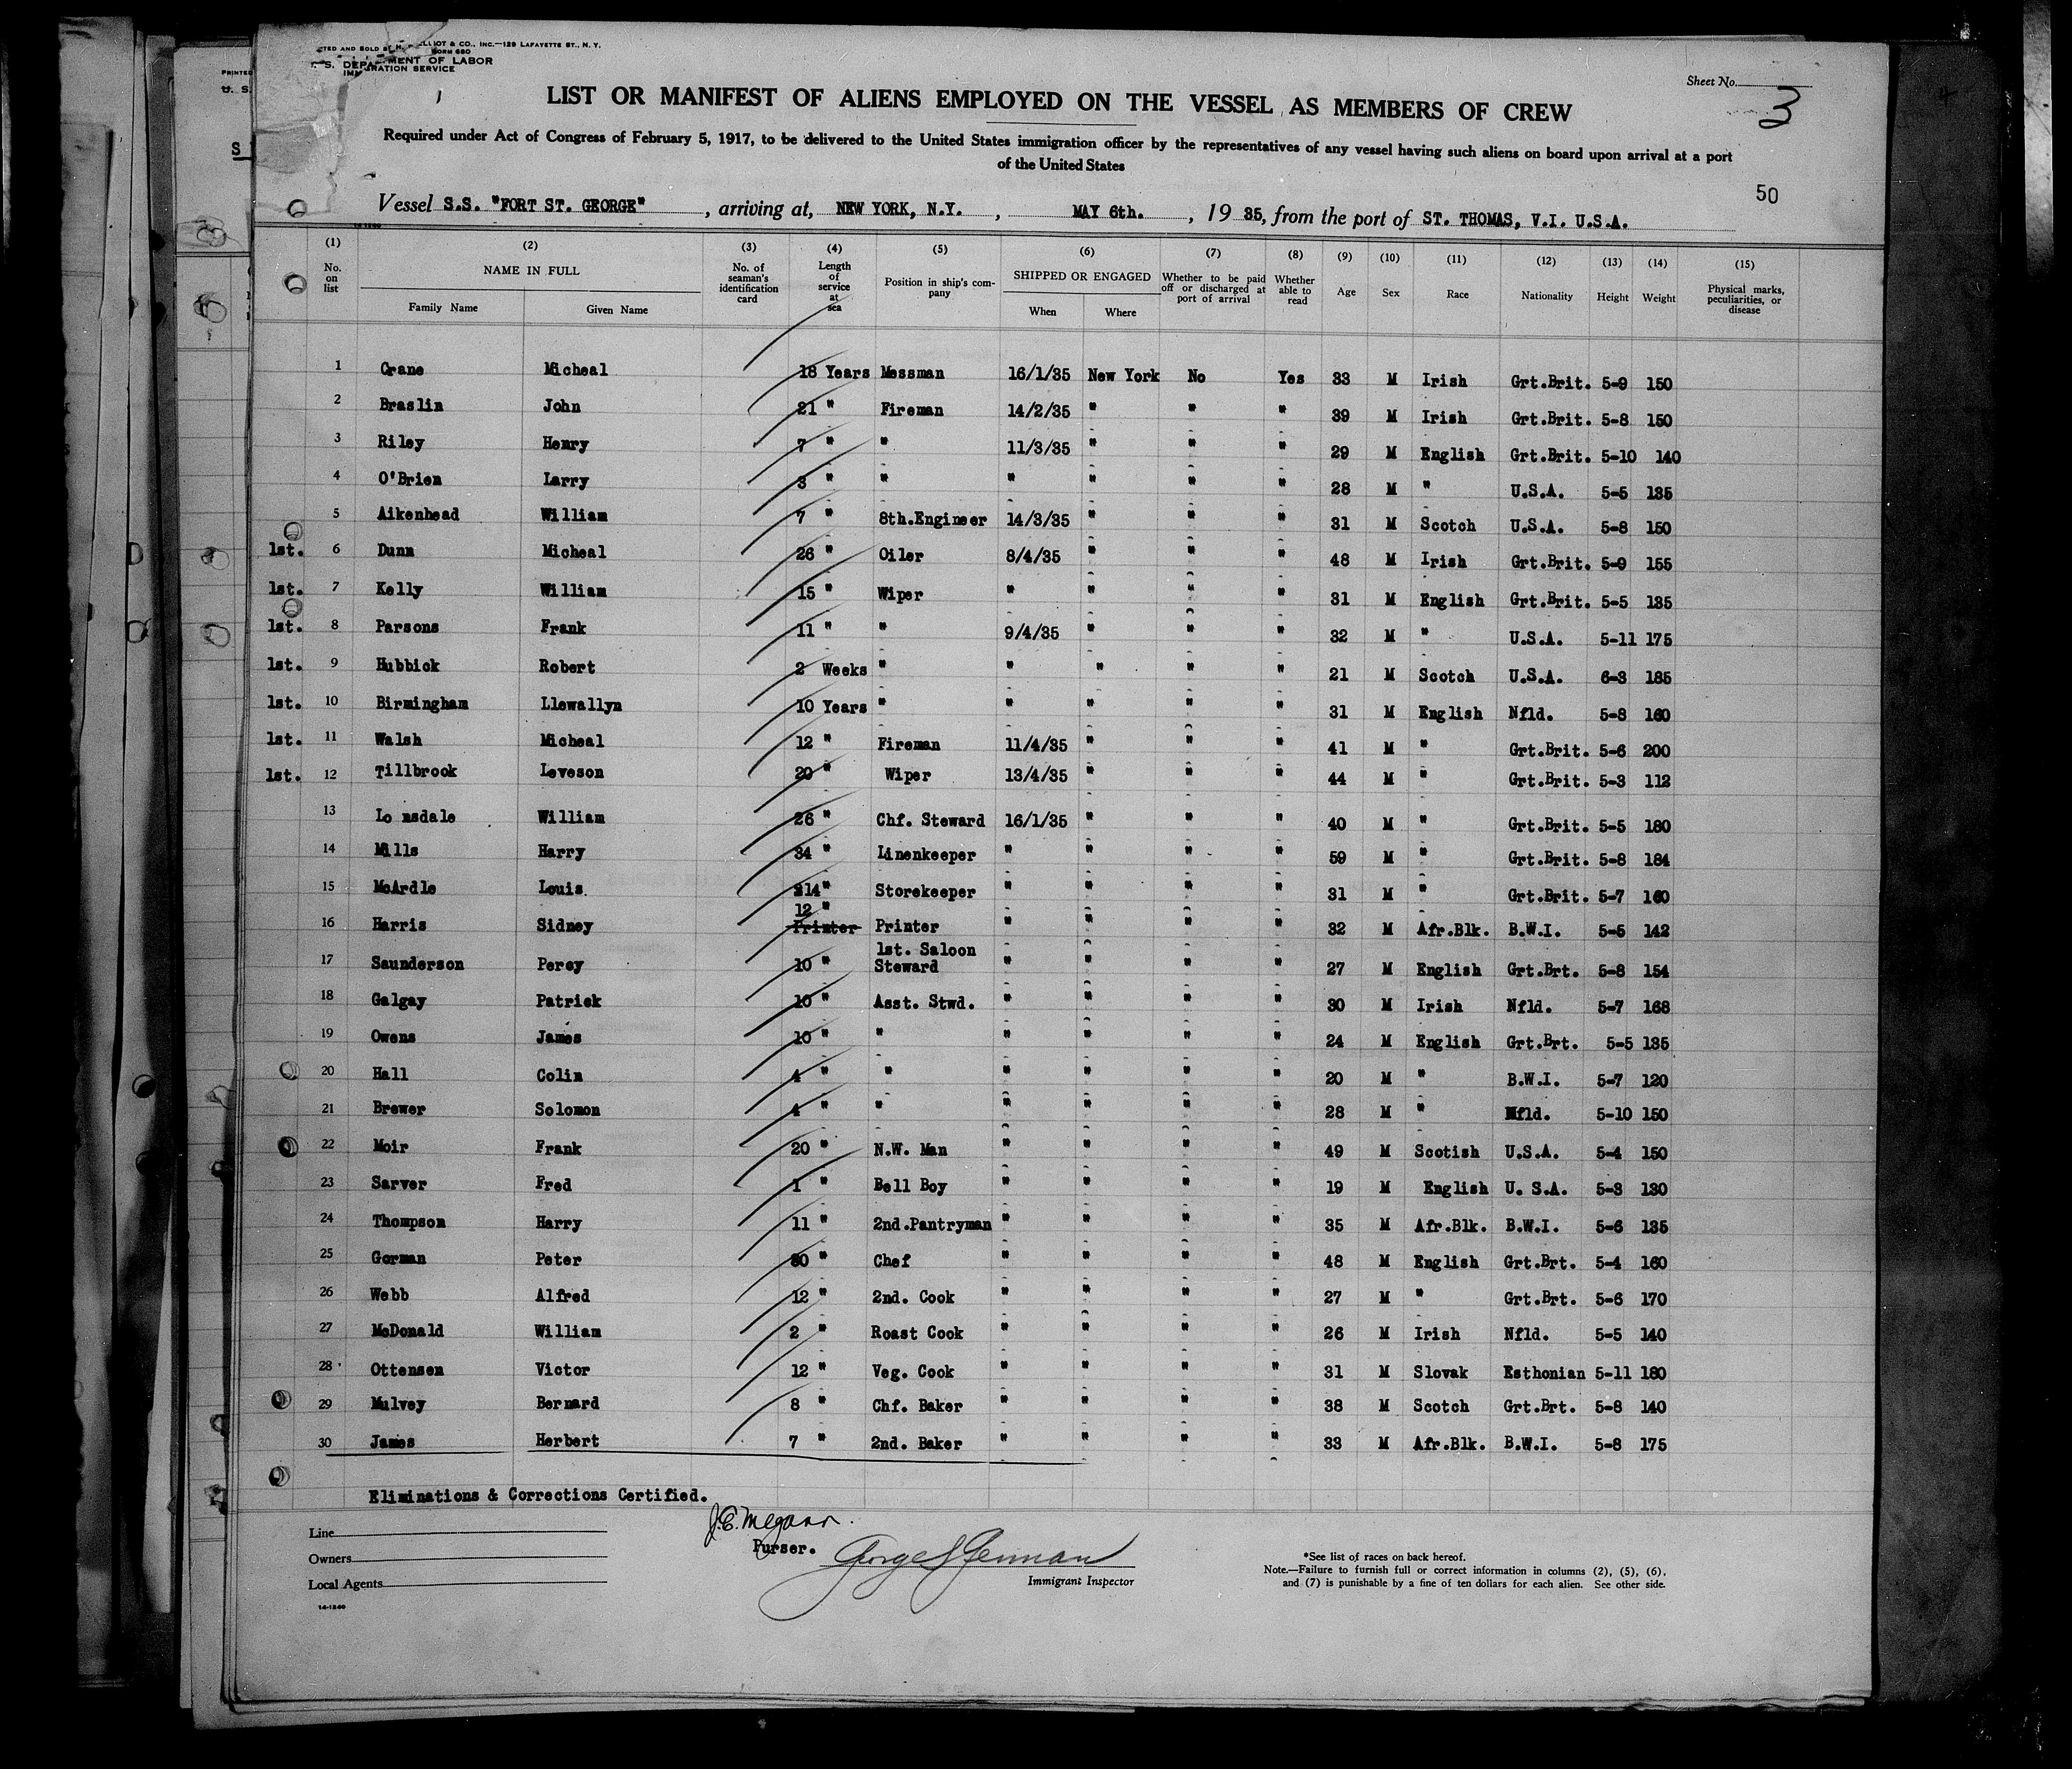 LIST OR MANIFEST OF ALIENS EMPLOYED ON THE VESSEL AS MEMBERS OF CREW
Sheet No. 3
U. S. DEPARTMENT OF LABOR
IMMIGRATION SERVICE
Required under Act of Congress of February 5, 1917, to be delivered to the United States immigration officer by the representatives of any vessel having such aliens on board upon arrival at a port
of the United States
50
Vessel S.S. "FORT ST. GEORGE", arriving at, NEW YORK, N.Y., MAY 6th., 1935, from the port of ST. THOMAS, V.I. U.S.A.
(1) (2) (3) (4) (5) (6) (7) (8) (9) (10) (11) (12) (13) (14) (15)
No. on list NAME IN FULL Family Name Given Name No. of seaman's identification card Length of service at sea Position in ship's company SHIPPED OR ENGAGED When Where Whether to be paid off or discharged at port of arrival Whether able to read Age Sex Race Nationality Height Weight Physical marks, peculiarities, or disease
1 Crane Micheal 18 Years Messman 16/1/35 New York No Yes 33 M Irish Grt.Brit. 5-9 150
2 Braslin John 21 " Fireman 14/2/35 " " " 39 M Irish Grt.Brit. 5-8 150
3 Riley Henry 7 " " 11/3/35 " " " 29 M English Grt.Brit. 5-10 140
4 O'Brien Larry 3 " " " " " " 28 M " U.S.A. 5-5 135
5 Aikenhead William 7 " 8th.Engineer 14/3/35 " " " 31 M Scotch U.S.A. 5-8 150
1st. 6 Dunn Micheal 26 " Oiler 8/4/35 " " " 48 M Irish Grt.Brit. 5-9 155
1st. 7 Kelly William 15 " Wiper " " " " 31 M English Grt.Brit. 5-5 135
1st. 8 Parsons Frank 11 " " 9/4/35 " " " 32 M " U.S.A. 5-11 175
1st. 9 Hubbick Robert 2 Weeks " " " " " 21 M Scotch U.S.A. 6-3 185
1st. 10 Birmingham Llewallyn 10 Years " " " " " 31 M English Nfld. 5-8 160
1st. 11 Walsh Micheal 12 " Fireman 11/4/35 " " " 41 M " Grt.Brit. 5-6 200
1st. 12 Tillbrook Leveson 20 " Wiper 13/4/35 " " " 44 M " Grt.Brit. 5-3 112
13 Lo nsdale William 26 " Chf. Steward 16/1/35 " " " 40 M " Grt.Brit. 5-5 180
14 Mills Harry 34 " Linenkeeper " " " " 59 M " Grt.Brit. 5-8 184
15 McArdle Louis. 14 " Storekeeper " " " " 31 M " Grt.Brit. 5-7 160
16 Harris Sidney 12 " Printer Printer " " " " 32 M Afr.Blk. B.W.I. 5-5 142
17 Saunderson Percy 10 " 1st. Saloon Steward " " " " 27 M English Grt.Brt. 5-8 154
18 Galgay Patrick 10 " Asst. Stwd. " " " " 30 M Irish Nfld. 5-7 168
19 Owens James 10 " " " " " " 24 M English Grt.Brt. 5-5 135
20 Hall Colin 4 " " " " " " 20 M " B.W.I. 5-7 120
21 Brewer Solomon 4 " " " " " " 28 M " Nfld. 5-10 150
22 Moir Frank 20 " N.W. Man " " " " 49 M Scotish U.S.A. 5-4 150
23 Sarver Fred 1 " Bell Boy " " " " 19 M English U. S.A. 5-3 130
24 Thompson Harry 11 " 2nd.Pantryman " " " " 35 M Afr.Blk. B.W.I. 5-6 135
25 Gorman Peter 30 " Chef " " " " 48 M English Grt.Brt. 5-4 160
26 Webb Alfred 12 " 2nd. Cook " " " " 27 M " Grt.Brt. 5-6 170
27 McDonald William 2 " Roast Cook " " " " 26 M Irish Nfld. 5-5 140
28 Ottensen Victor 12 " Veg. Cook " " " " 31 M Slovak Esthonian 5-11 180
29 Mulvey Bernard 8 " Chf. Baker " " " " 38 M Scotch Grt.Brt. 5-8 140
30 James Herbert 7 " 2nd. Baker " " " " 33 M Afr.Blk. B.W.I. 5-8 175
Eliminations & Corrections Certified.
Purser.
Immigrant Inspector
Line
Owners
Local Agents
14-1240
*See list of races on back hereof.
Note.—Failure to furnish full or correct information in columns (2), (5), (6),
and (7) is punishable by a fine of ten dollars for each alien. See other side.